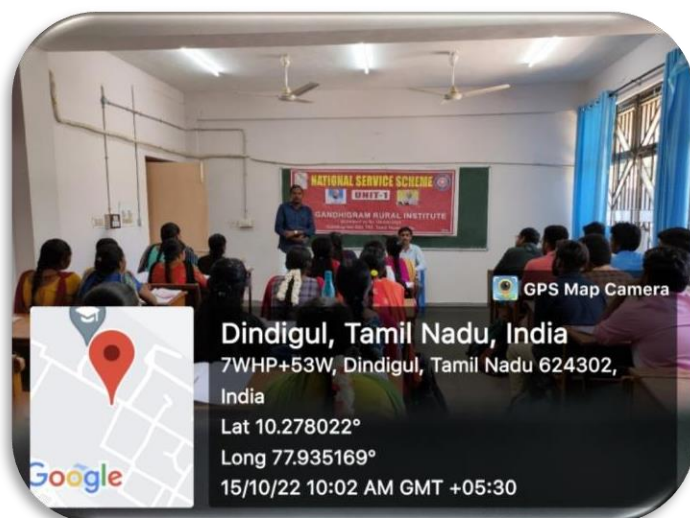 NATIONAL SERVICE SCHEME
UNIT-1
GANDHIGRAM RURAL INSTITUTE
GPS Map Camera
Dindigul, Tamil Nadu, India
7WHP+53W, Dindigul, Tamil Nadu 624302,
India
Lat 10.278022°
Long 77.935169°
15/10/22 10:02 AM GMT +05:30
Google